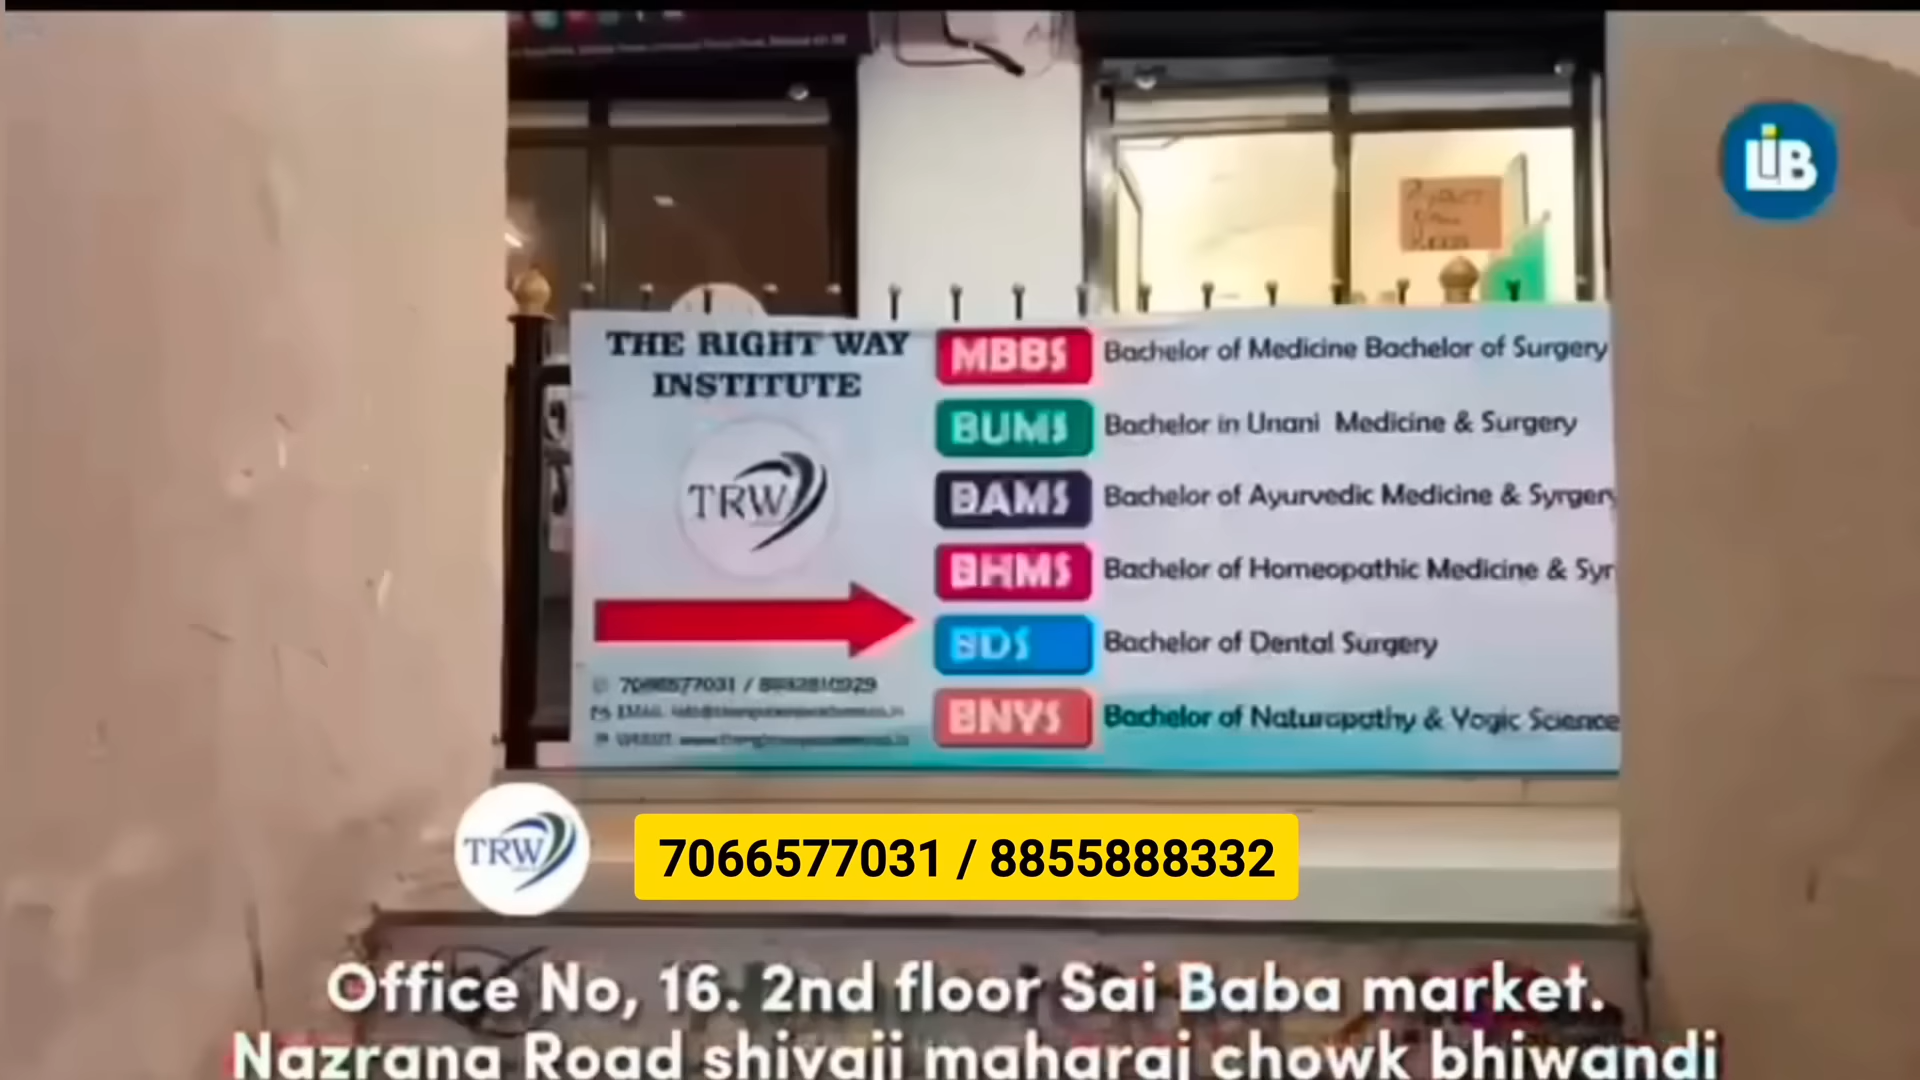 LiB
THE RIGHT WAY
INSTITUTE
TRW
MBBS Bachelor of Medicine Bachelor of Surgery
BUMS Bachelor in Unani Medicine & Surgery
BAMS Bachelor of Ayurvedic Medicine & Syrgery
BHMS Bachelor of Homeopathic Medicine & Syr
BDS Bachelor of Dental Surgery
BNYS Bachelor of Naturopathy & Yogic Science
7066577031 /
TRW
7066577031 / 8855888332
Office No, 16. 2nd floor Sai Baba market.
Nazrana Road shivaji maharaj chowk bhiwandi